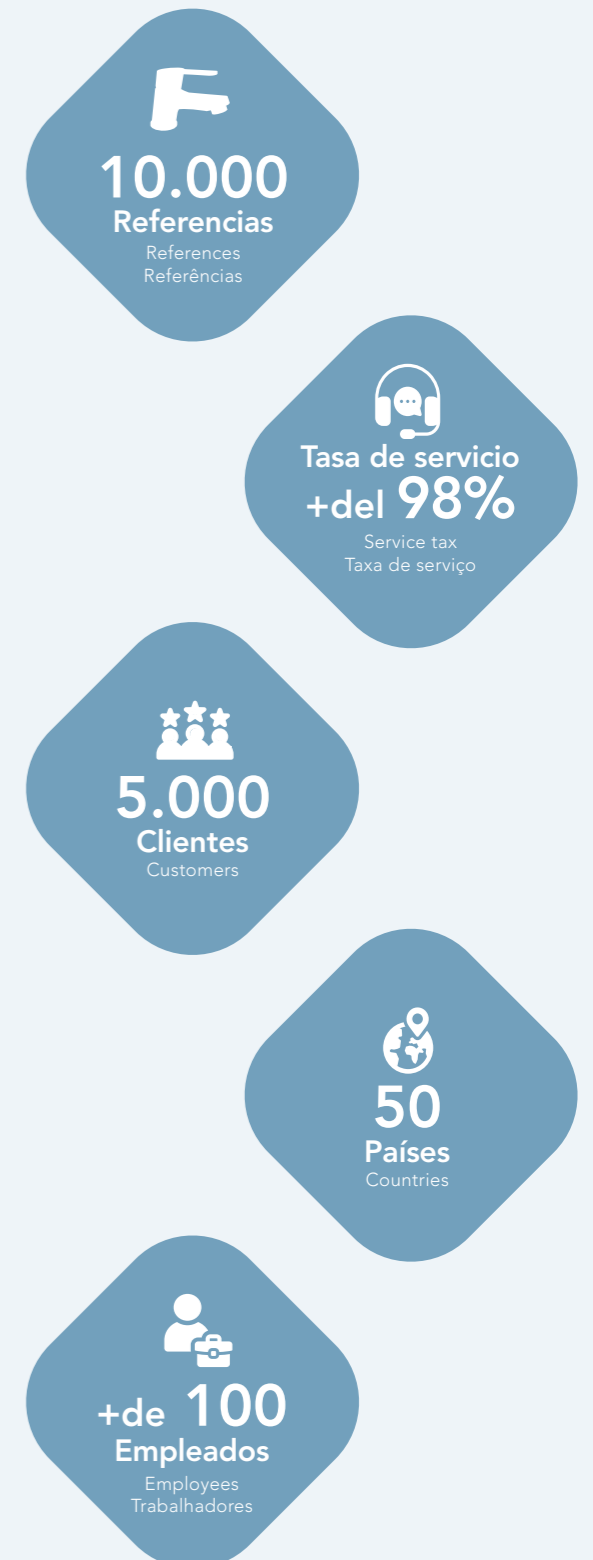 10.000
Referencias
References
Referências
Tasa de servicio
+del 98%
Service tax
Taxa de serviço
5.000
Clientes
Customers
50
Países
Countries
+de 100
Empleados
Employees
Trabalhadores